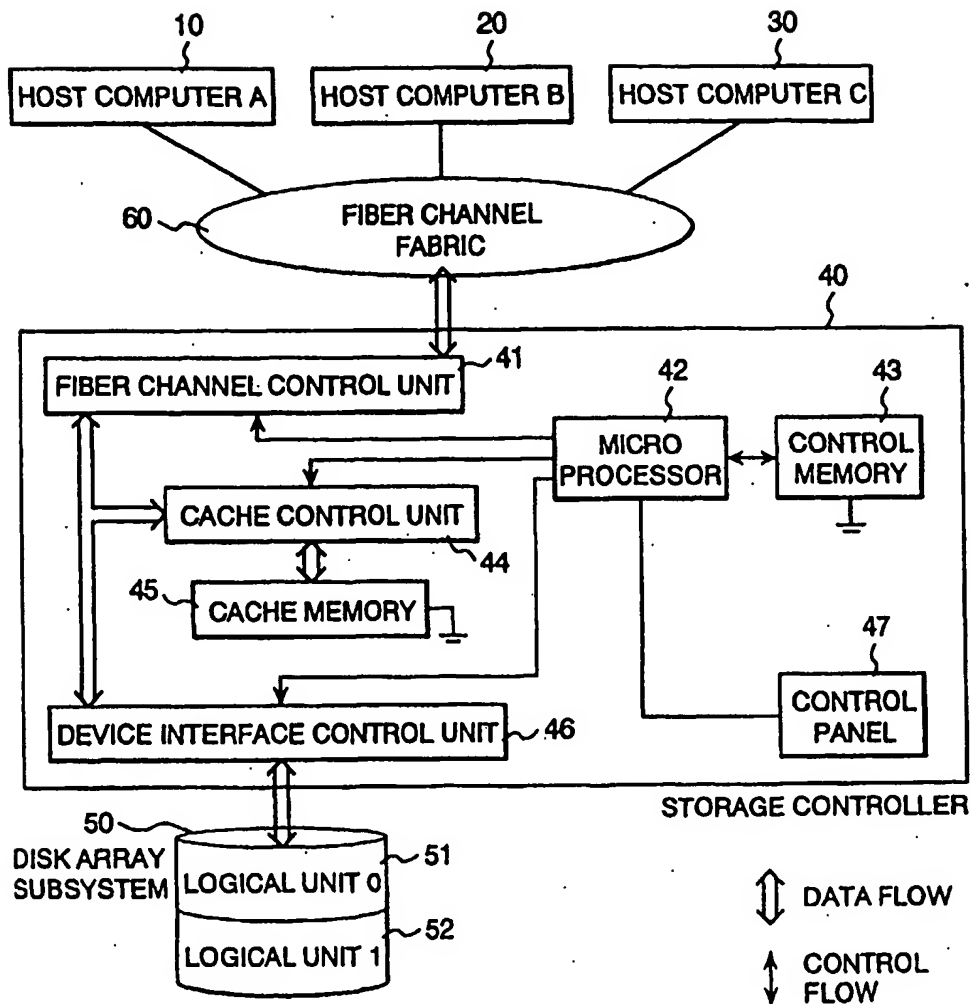 10
20
30
HOST COMPUTER A
HOST COMPUTER B
HOST COMPUTER C
60
FIBER CHANNEL
FABRIC
40
41
FIBER CHANNEL CONTROL UNIT
42
43
MICRO
PROCESSOR
CONTROL
MEMORY
CACHE CONTROL UNIT
44
45
CACHE MEMORY
47
CONTROL
PANEL
DEVICE INTERFACE CONTROL UNIT
46
STORAGE CONTROLLER
50
DISK ARRAY
SUBSYSTEM
51
LOGICAL UNIT 0
52
LOGICAL UNIT 1
DATA FLOW
CONTROL
FLOW